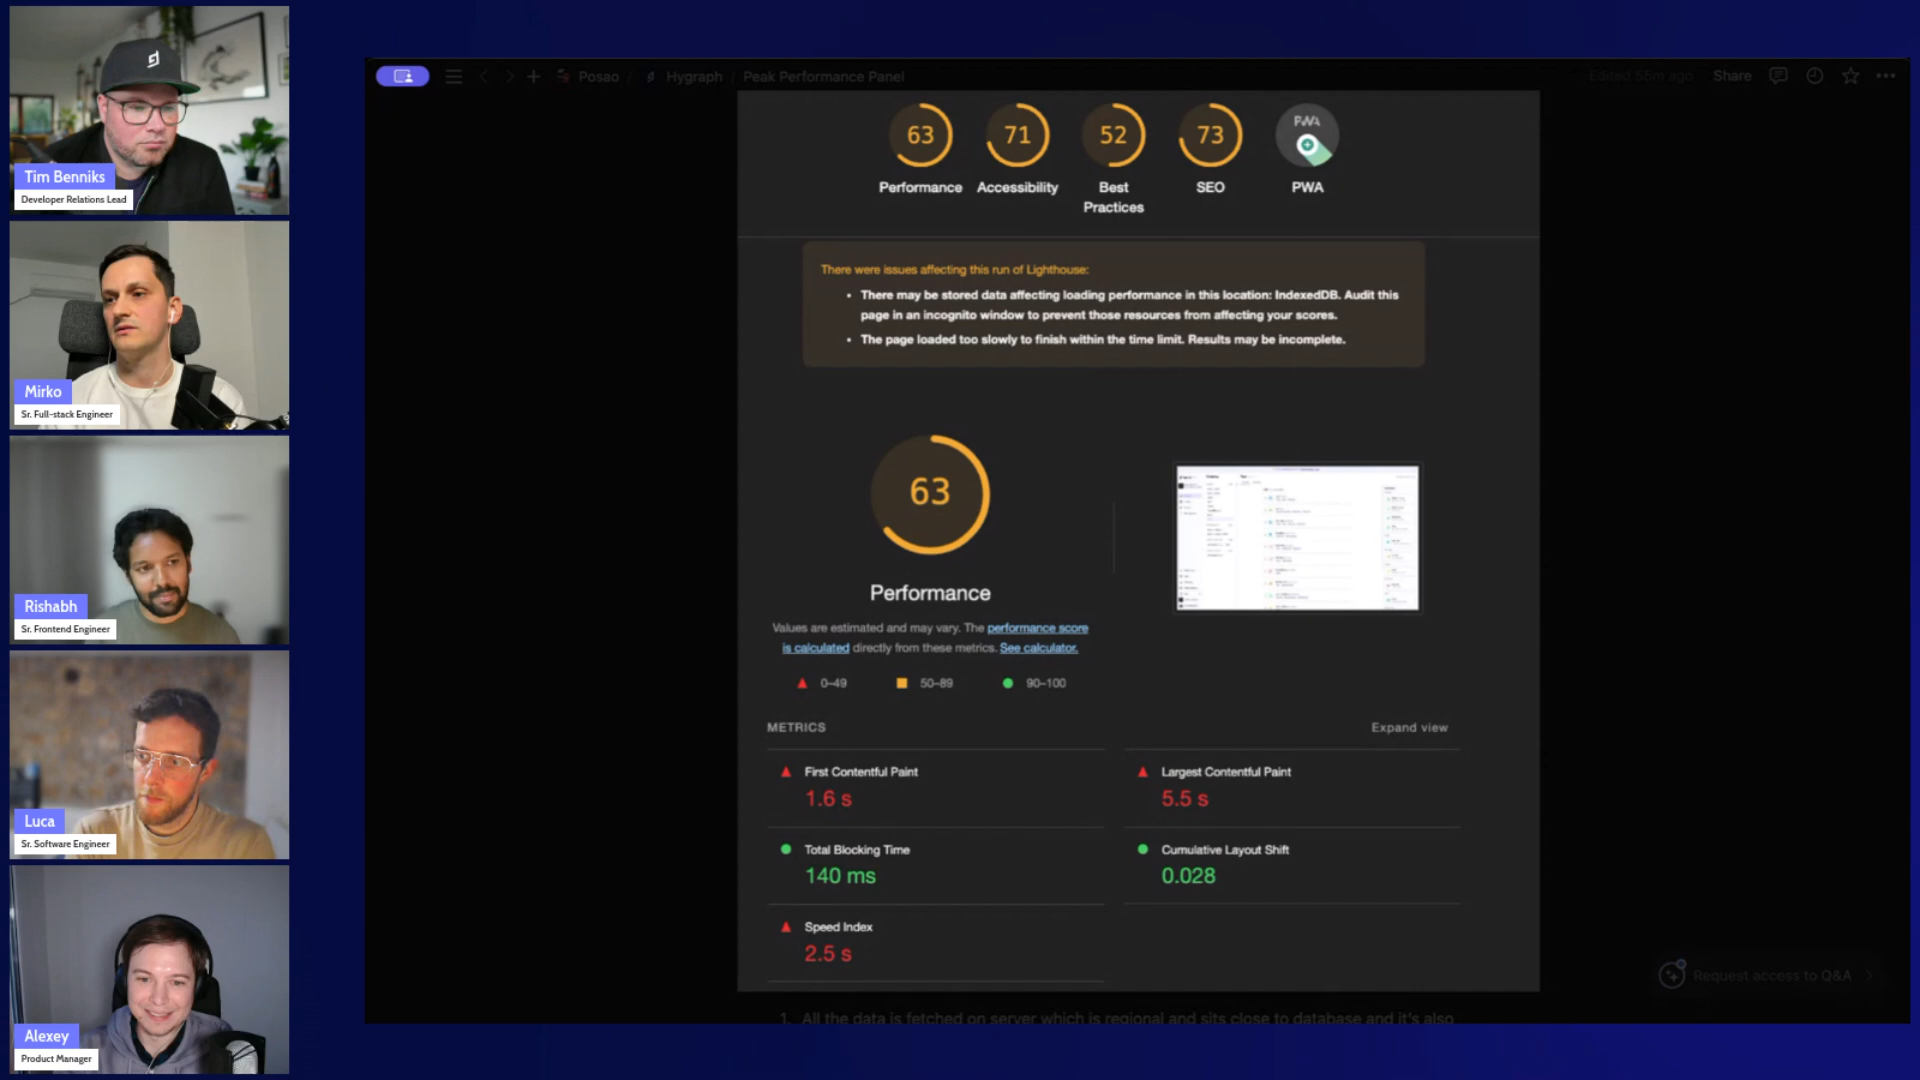 Tim Benniks
Developer Relations Lead
Mirko
Sr. Full-stack Engineer
Rishabh
Sr. Frontend Engineer
Luca
Sr. Software Engineer
Alexey
Product Manager
Posao / Hygraph / Peak Performance Panel
Edited 55m ago Share
63 71 52 73 PWA
Performance Accessibility Best Practices SEO PWA
There were issues affecting this run of Lighthouse:
• There may be stored data affecting loading performance in this location: IndexedDB. Audit this
page in an incognito window to prevent those resources from affecting your scores.
• The page loaded too slowly to finish within the time limit. Results may be incomplete.
63
Performance
Values are estimated and may vary. The performance score
is calculated directly from these metrics. See calculator.
0–49 50–89 90–100
METRICS Expand view
First Contentful Paint
1.6 s
Largest Contentful Paint
5.5 s
Total Blocking Time
140 ms
Cumulative Layout Shift
0.028
Speed Index
2.5 s
Request access to Q&A
1. All the data is fetched on server which is regional and sits close to database and it's also